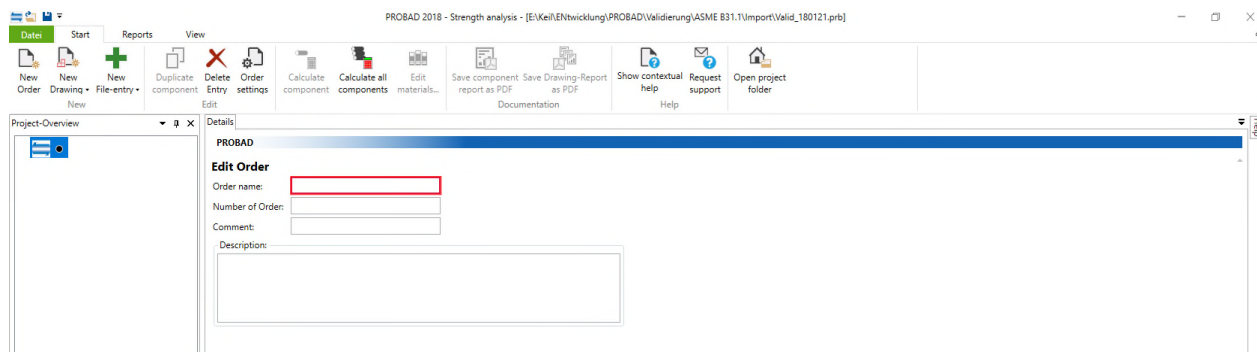 PROBAD 2018 - Strength analysis - [E:\Keil\ENtwicklung\PROBAD\Validierung\ASME B31.1\Import\Valid_180121.prb]
Datei Start Reports View
New Order New Drawing New File-entry Duplicate component Delete Entry Order settings Calculate component Calculate all components Edit materials... Save component report as PDF Save Drawing-Report as PDF Show contextual help Request support Open project folder
New Edit Documentation Help
Project-Overview Details
PROBAD
Edit Order
Order name:
Number of Order:
Comment:
Description: